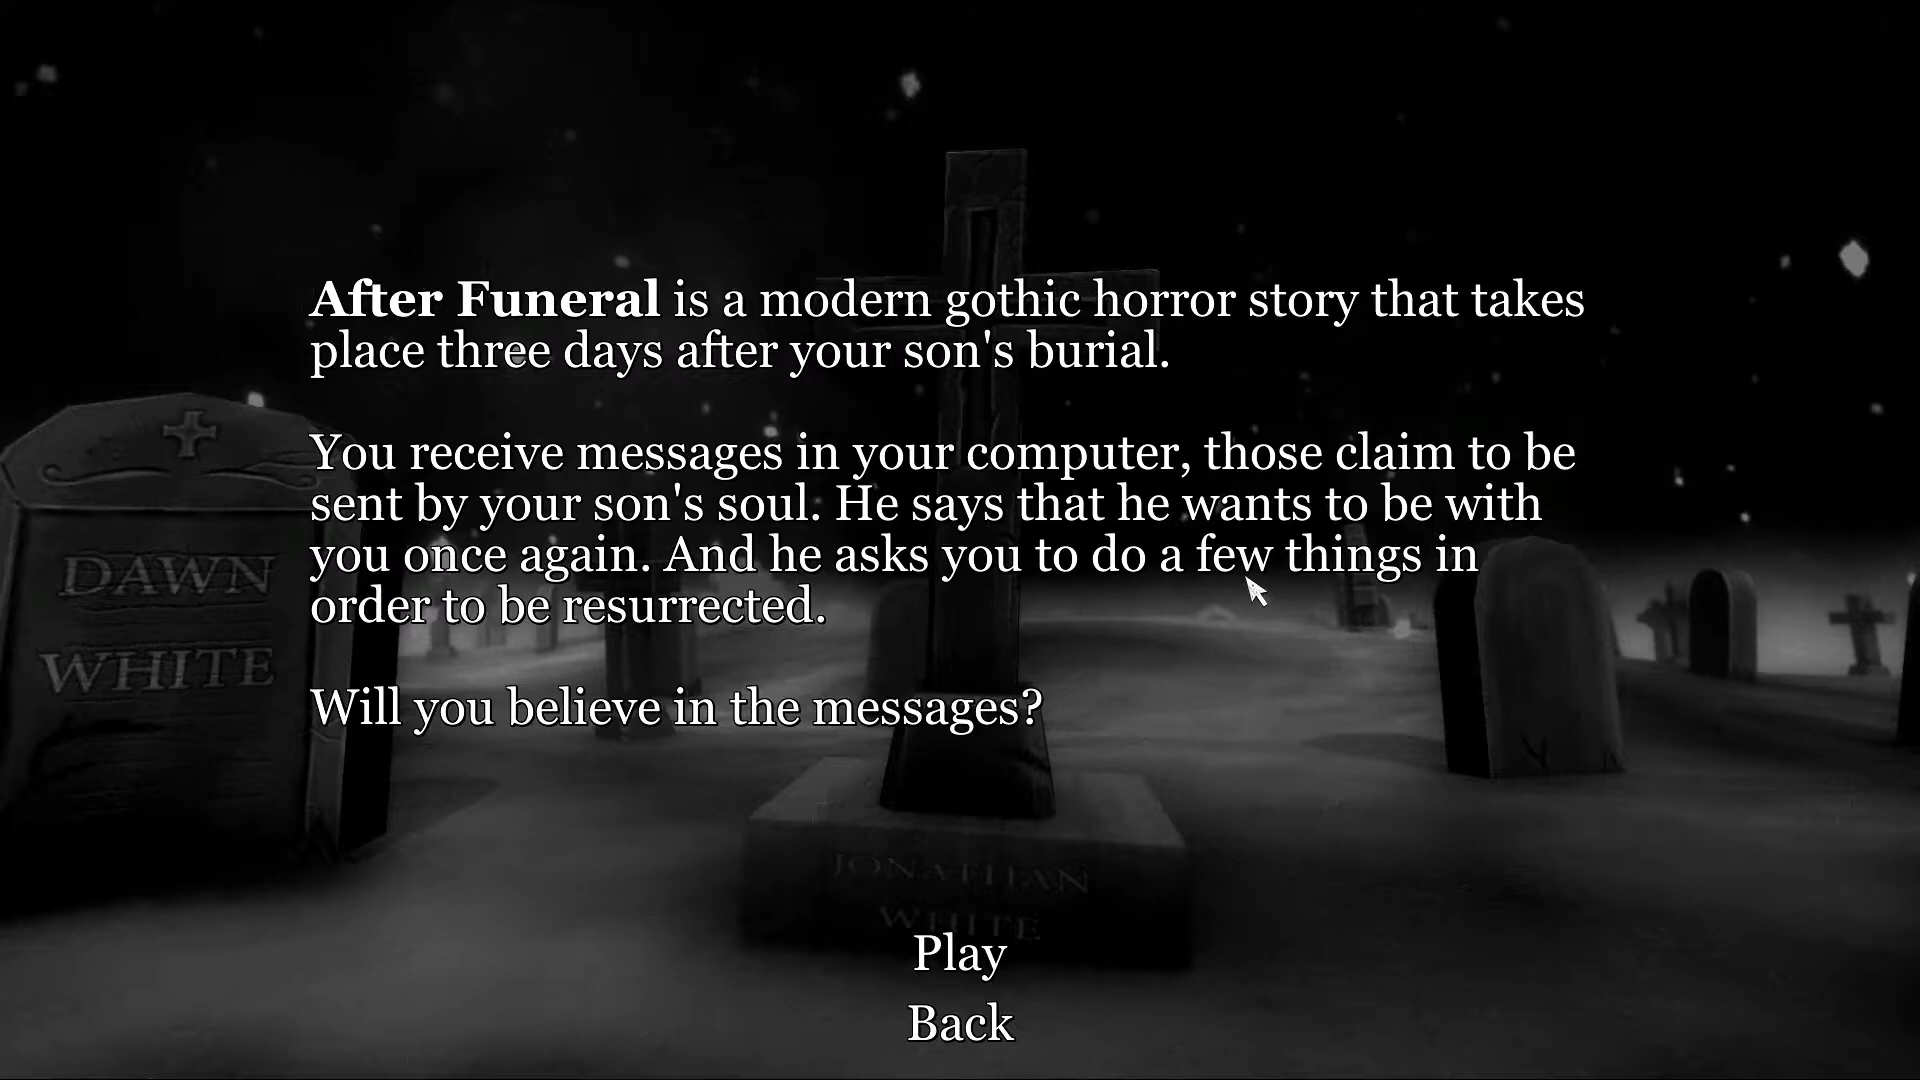 After Funeral is a modern gothic horror story that takes
place three days after your son's burial.
You receive messages in your computer, those claim to be
sent by your son's soul. He says that he wants to be with
you once again. And he asks you to do a few things in
order to be resurrected.
Will you believe in the messages?
DAWN
WHITE
JONATHAN
WHITE
Play
Back